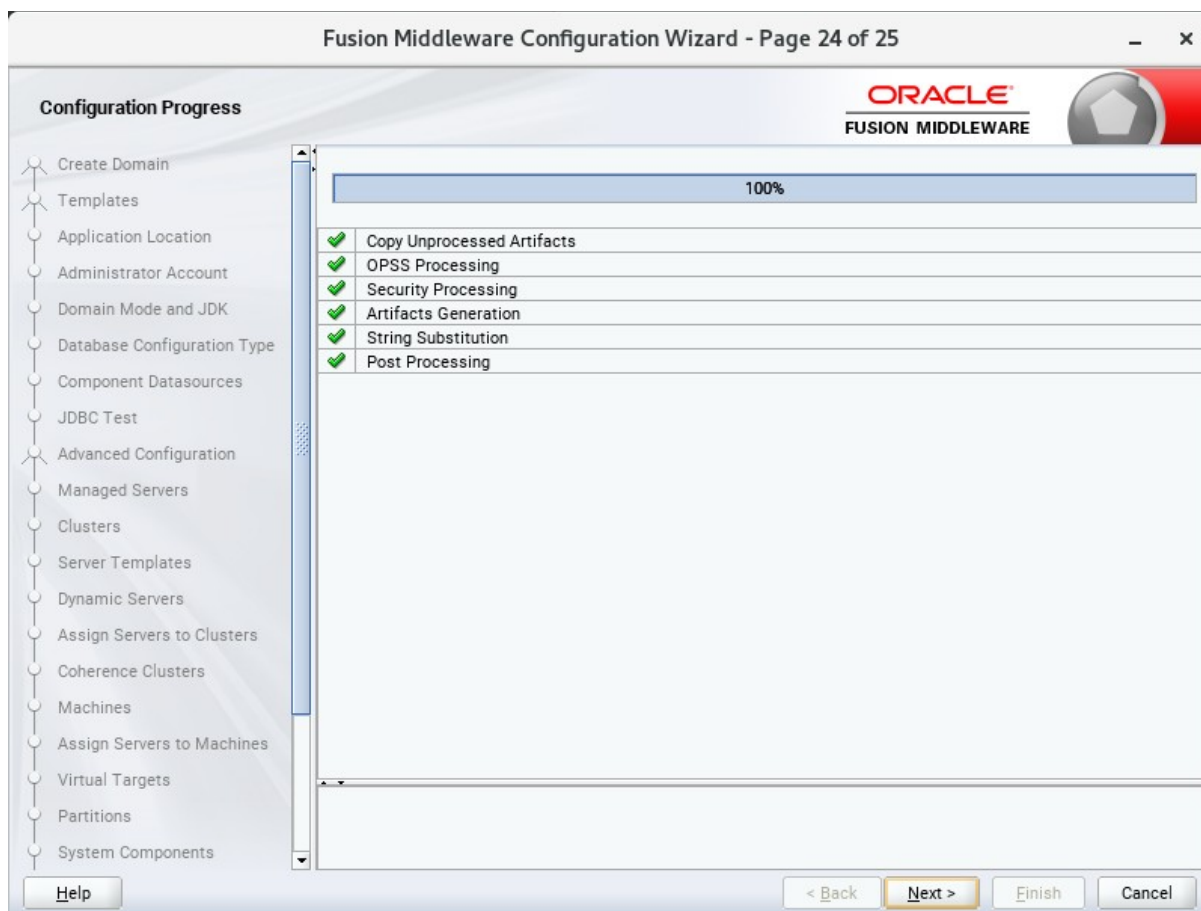 Fusion Middleware Configuration Wizard - Page 24 of 25
Configuration Progress
ORACLE
FUSION MIDDLEWARE
Create Domain
Templates
Application Location
Administrator Account
Domain Mode and JDK
Database Configuration Type
Component Datasources
JDBC Test
Advanced Configuration
Managed Servers
Clusters
Server Templates
Dynamic Servers
Assign Servers to Clusters
Coherence Clusters
Machines
Assign Servers to Machines
Virtual Targets
Partitions
System Components
100%
Copy Unprocessed Artifacts
OPSS Processing
Security Processing
Artifacts Generation
String Substitution
Post Processing
Help
< Back
Next >
Finish
Cancel